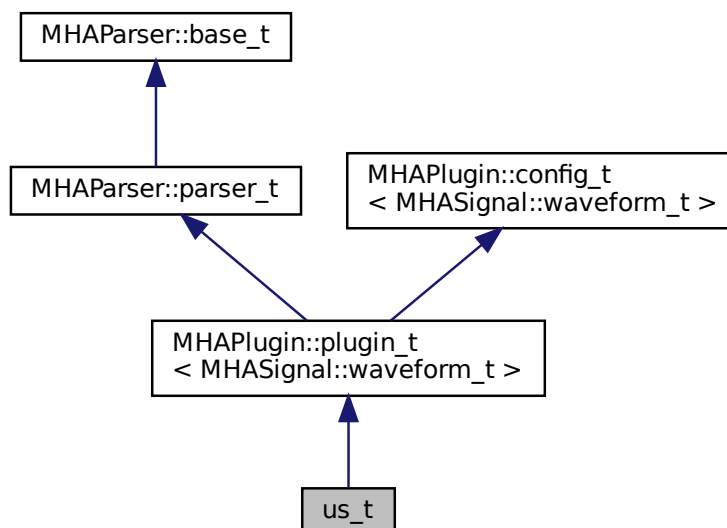 MHAParser::base_t
MHAParser::parser_t
MHAPlugin::config_t
< MHASignal::waveform_t >
MHAPlugin::plugin_t
< MHASignal::waveform_t >
us_t